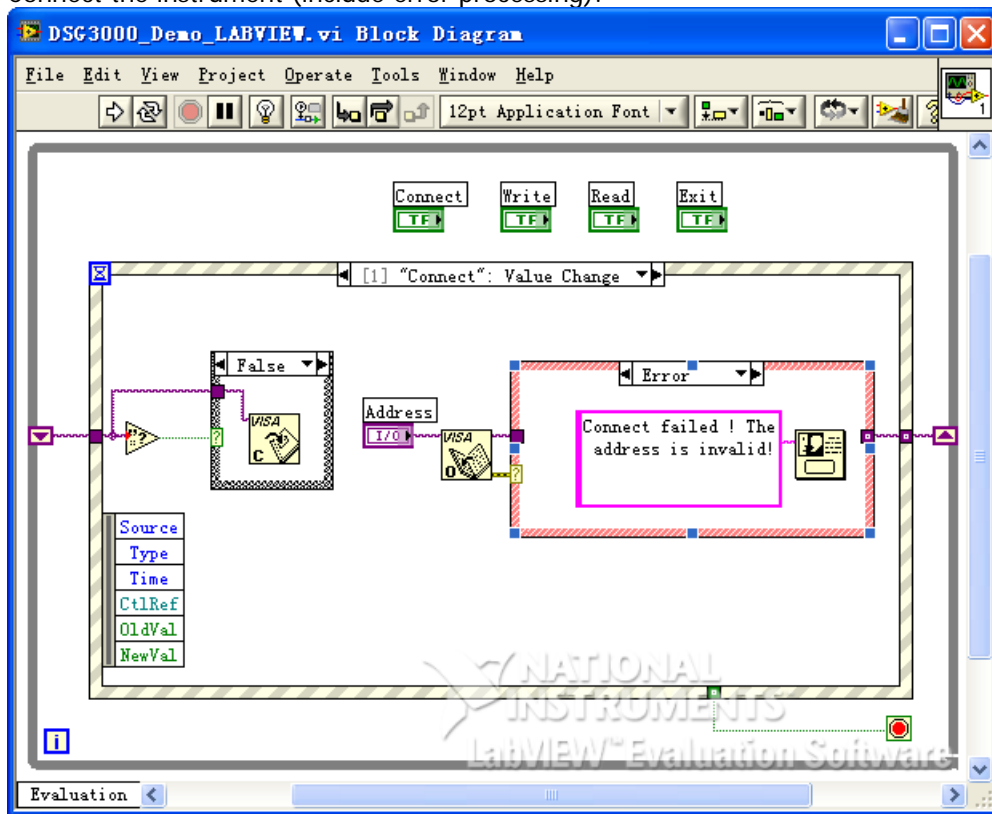 Connect the instrument (include error processing):
DSG3000_Demo_LABVIEW.vi Block Diagram
File Edit View Project Operate Tools Window Help
12pt Application Font
1
Connect Write Read Exit
TF TF TF TF
[1] "Connect": Value Change
False
Error
"?
?
VISA
C
Address
I/O
VISA
O
?
Connect failed ! The
address is invalid!
Source
Type
Time
CtlRef
OldVal
NewVal
NATIONAL
INSTRUMENTS
LabVIEW™ Evaluation Software
i
Evaluation